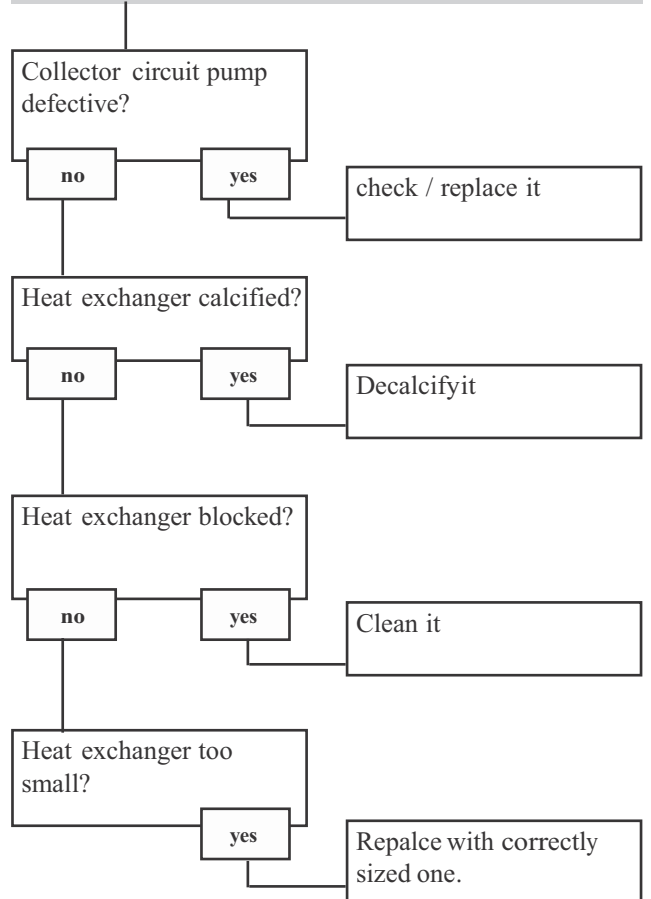 Collector circuit pump
defective?
no
yes
check / replace it
Heat exchanger calcified?
no
yes
Decalcifyit
Heat exchanger blocked?
no
yes
Clean it
Heat exchanger too
small?
yes
Repalce with correctly
sized one.